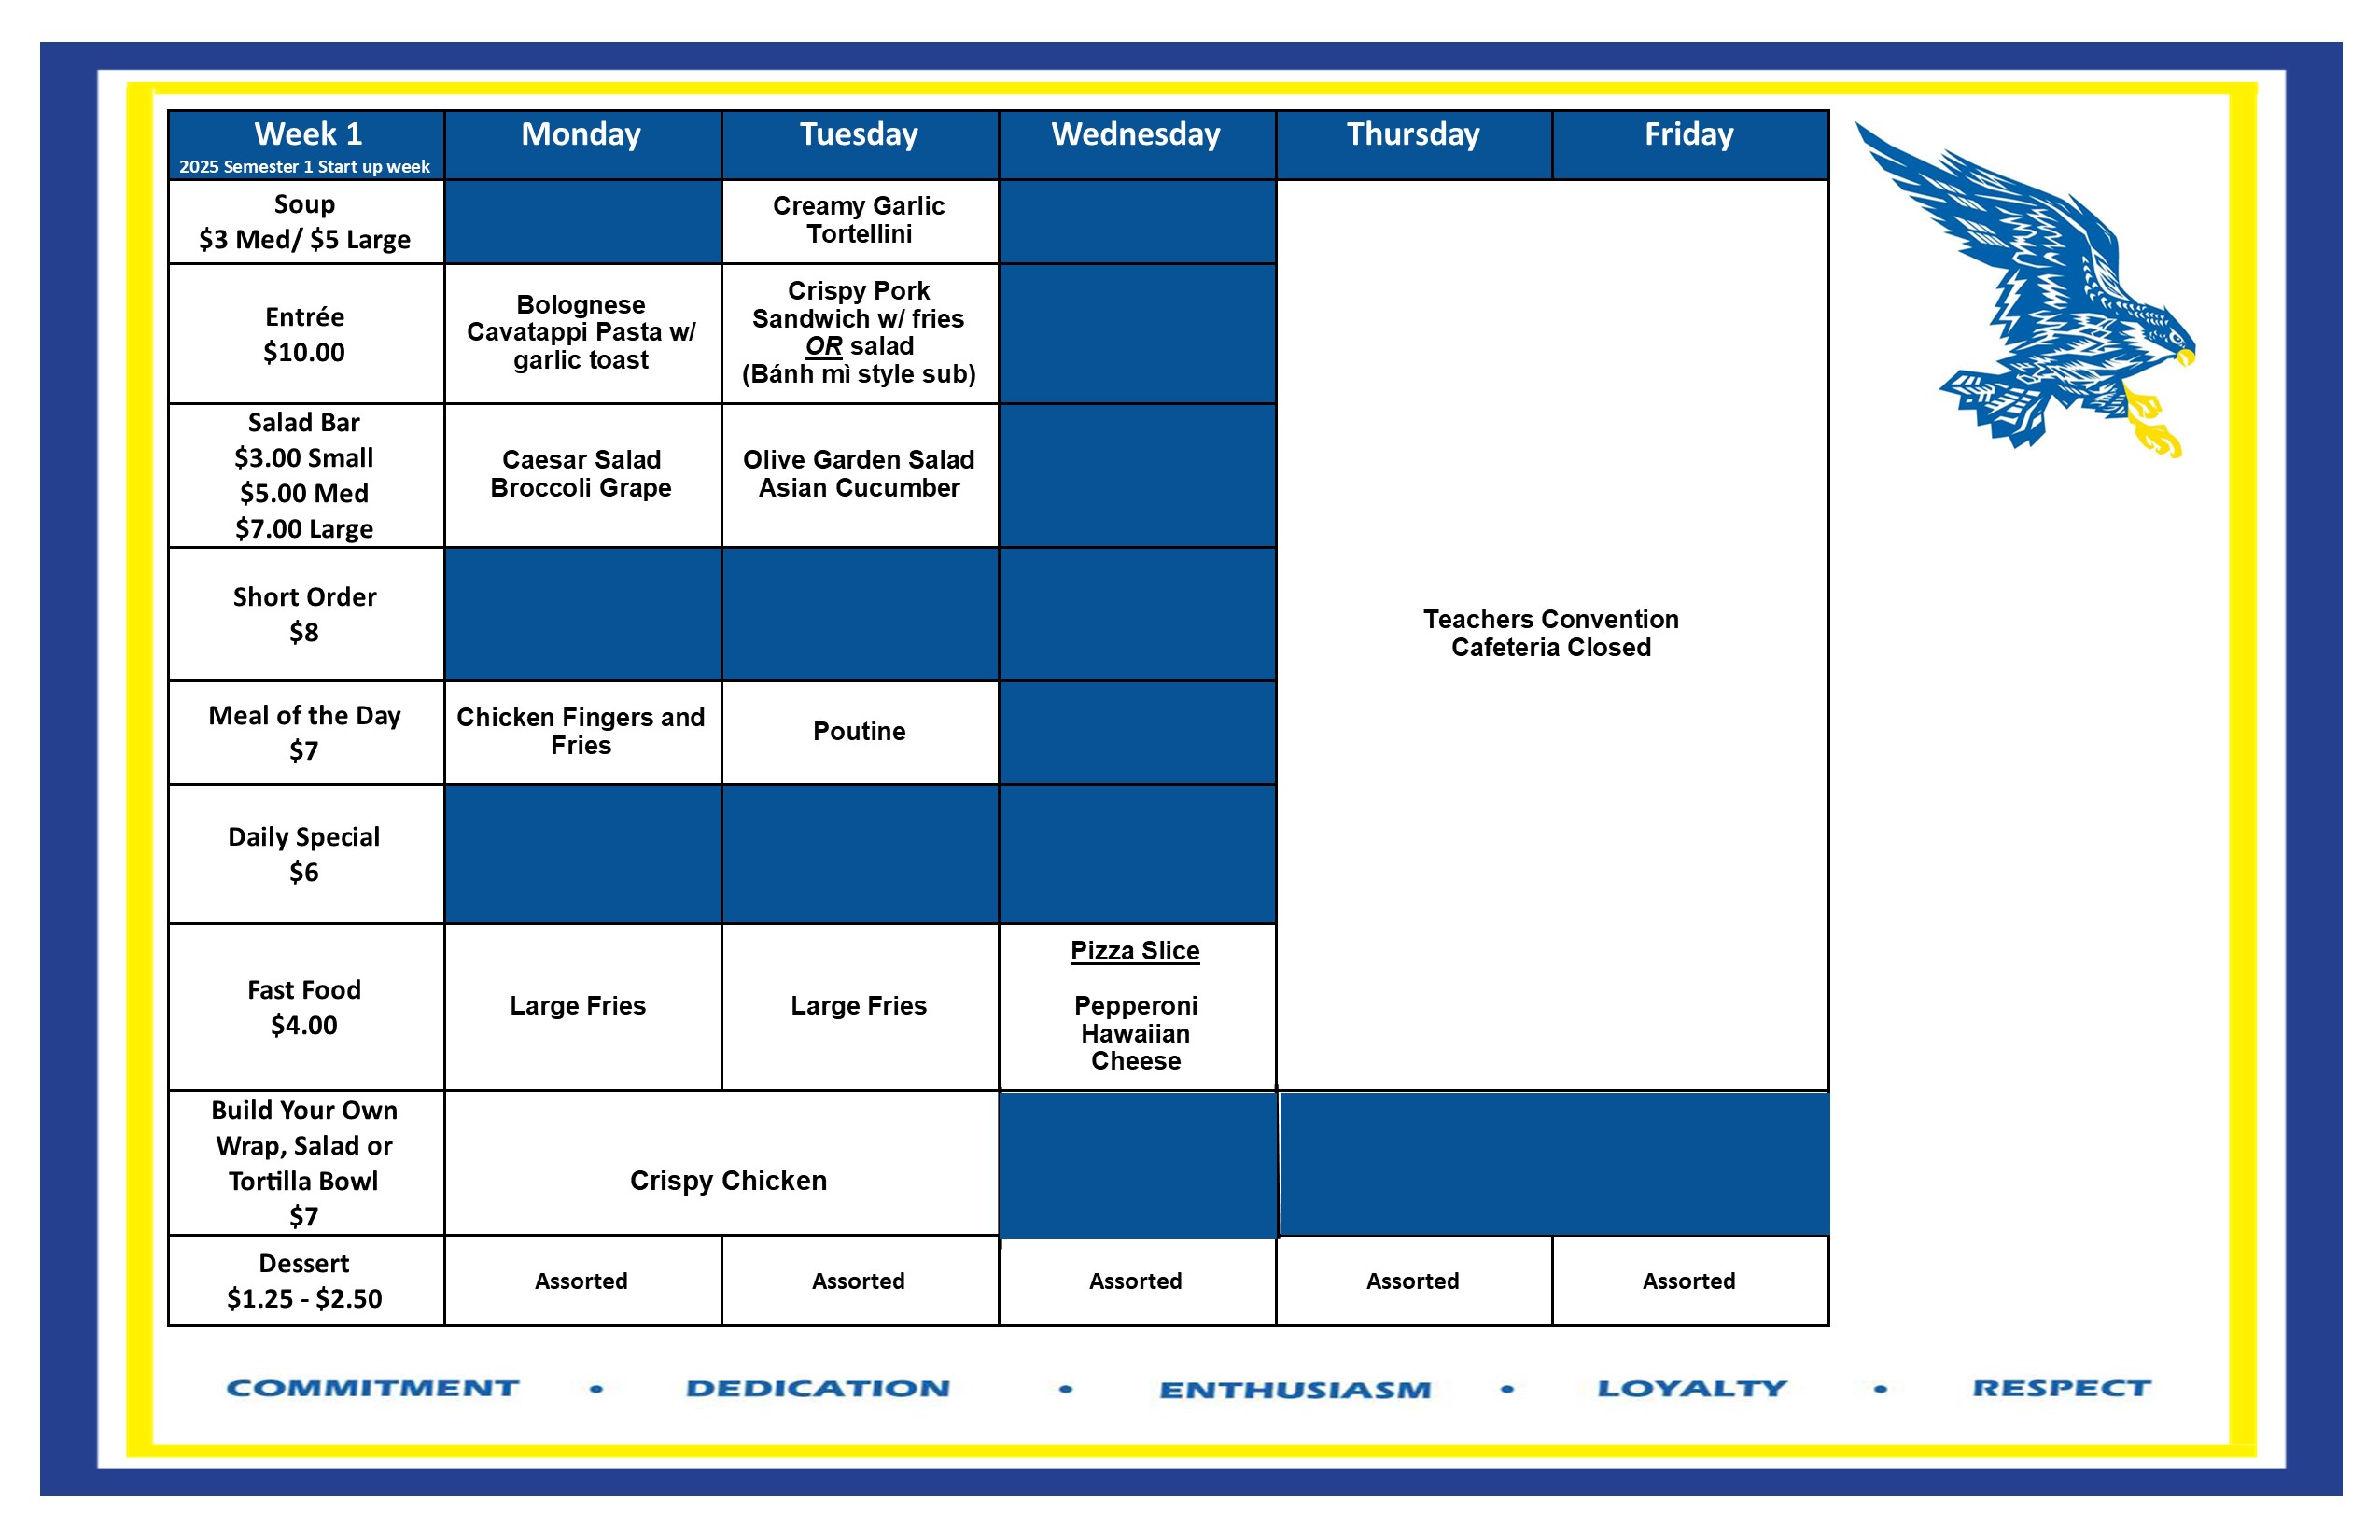 Week 1
2025 Semester 1 Start up week
Monday
Tuesday
Wednesday
Thursday
Friday
Soup
$3 Med/ $5 Large
Creamy Garlic
Tortellini
Entrée
$10.00
Bolognese
Cavatappi Pasta w/
garlic toast
Crispy Pork
Sandwich w/ fries
OR salad
(Bánh mì style sub)
Salad Bar
$3.00 Small
$5.00 Med
$7.00 Large
Caesar Salad
Broccoli Grape
Olive Garden Salad
Asian Cucumber
Short Order
$8
Teachers Convention
Cafeteria Closed
Meal of the Day
$7
Chicken Fingers and
Fries
Poutine
Daily Special
$6
Fast Food
$4.00
Large Fries
Large Fries
Pizza Slice
Pepperoni
Hawaiian
Cheese
Build Your Own
Wrap, Salad or
Tortilla Bowl
$7
Crispy Chicken
Dessert
$1.25 - $2.50
Assorted
Assorted
Assorted
Assorted
Assorted
COMMITMENT • DEDICATION • ENTHUSIASM • LOYALTY • RESPECT